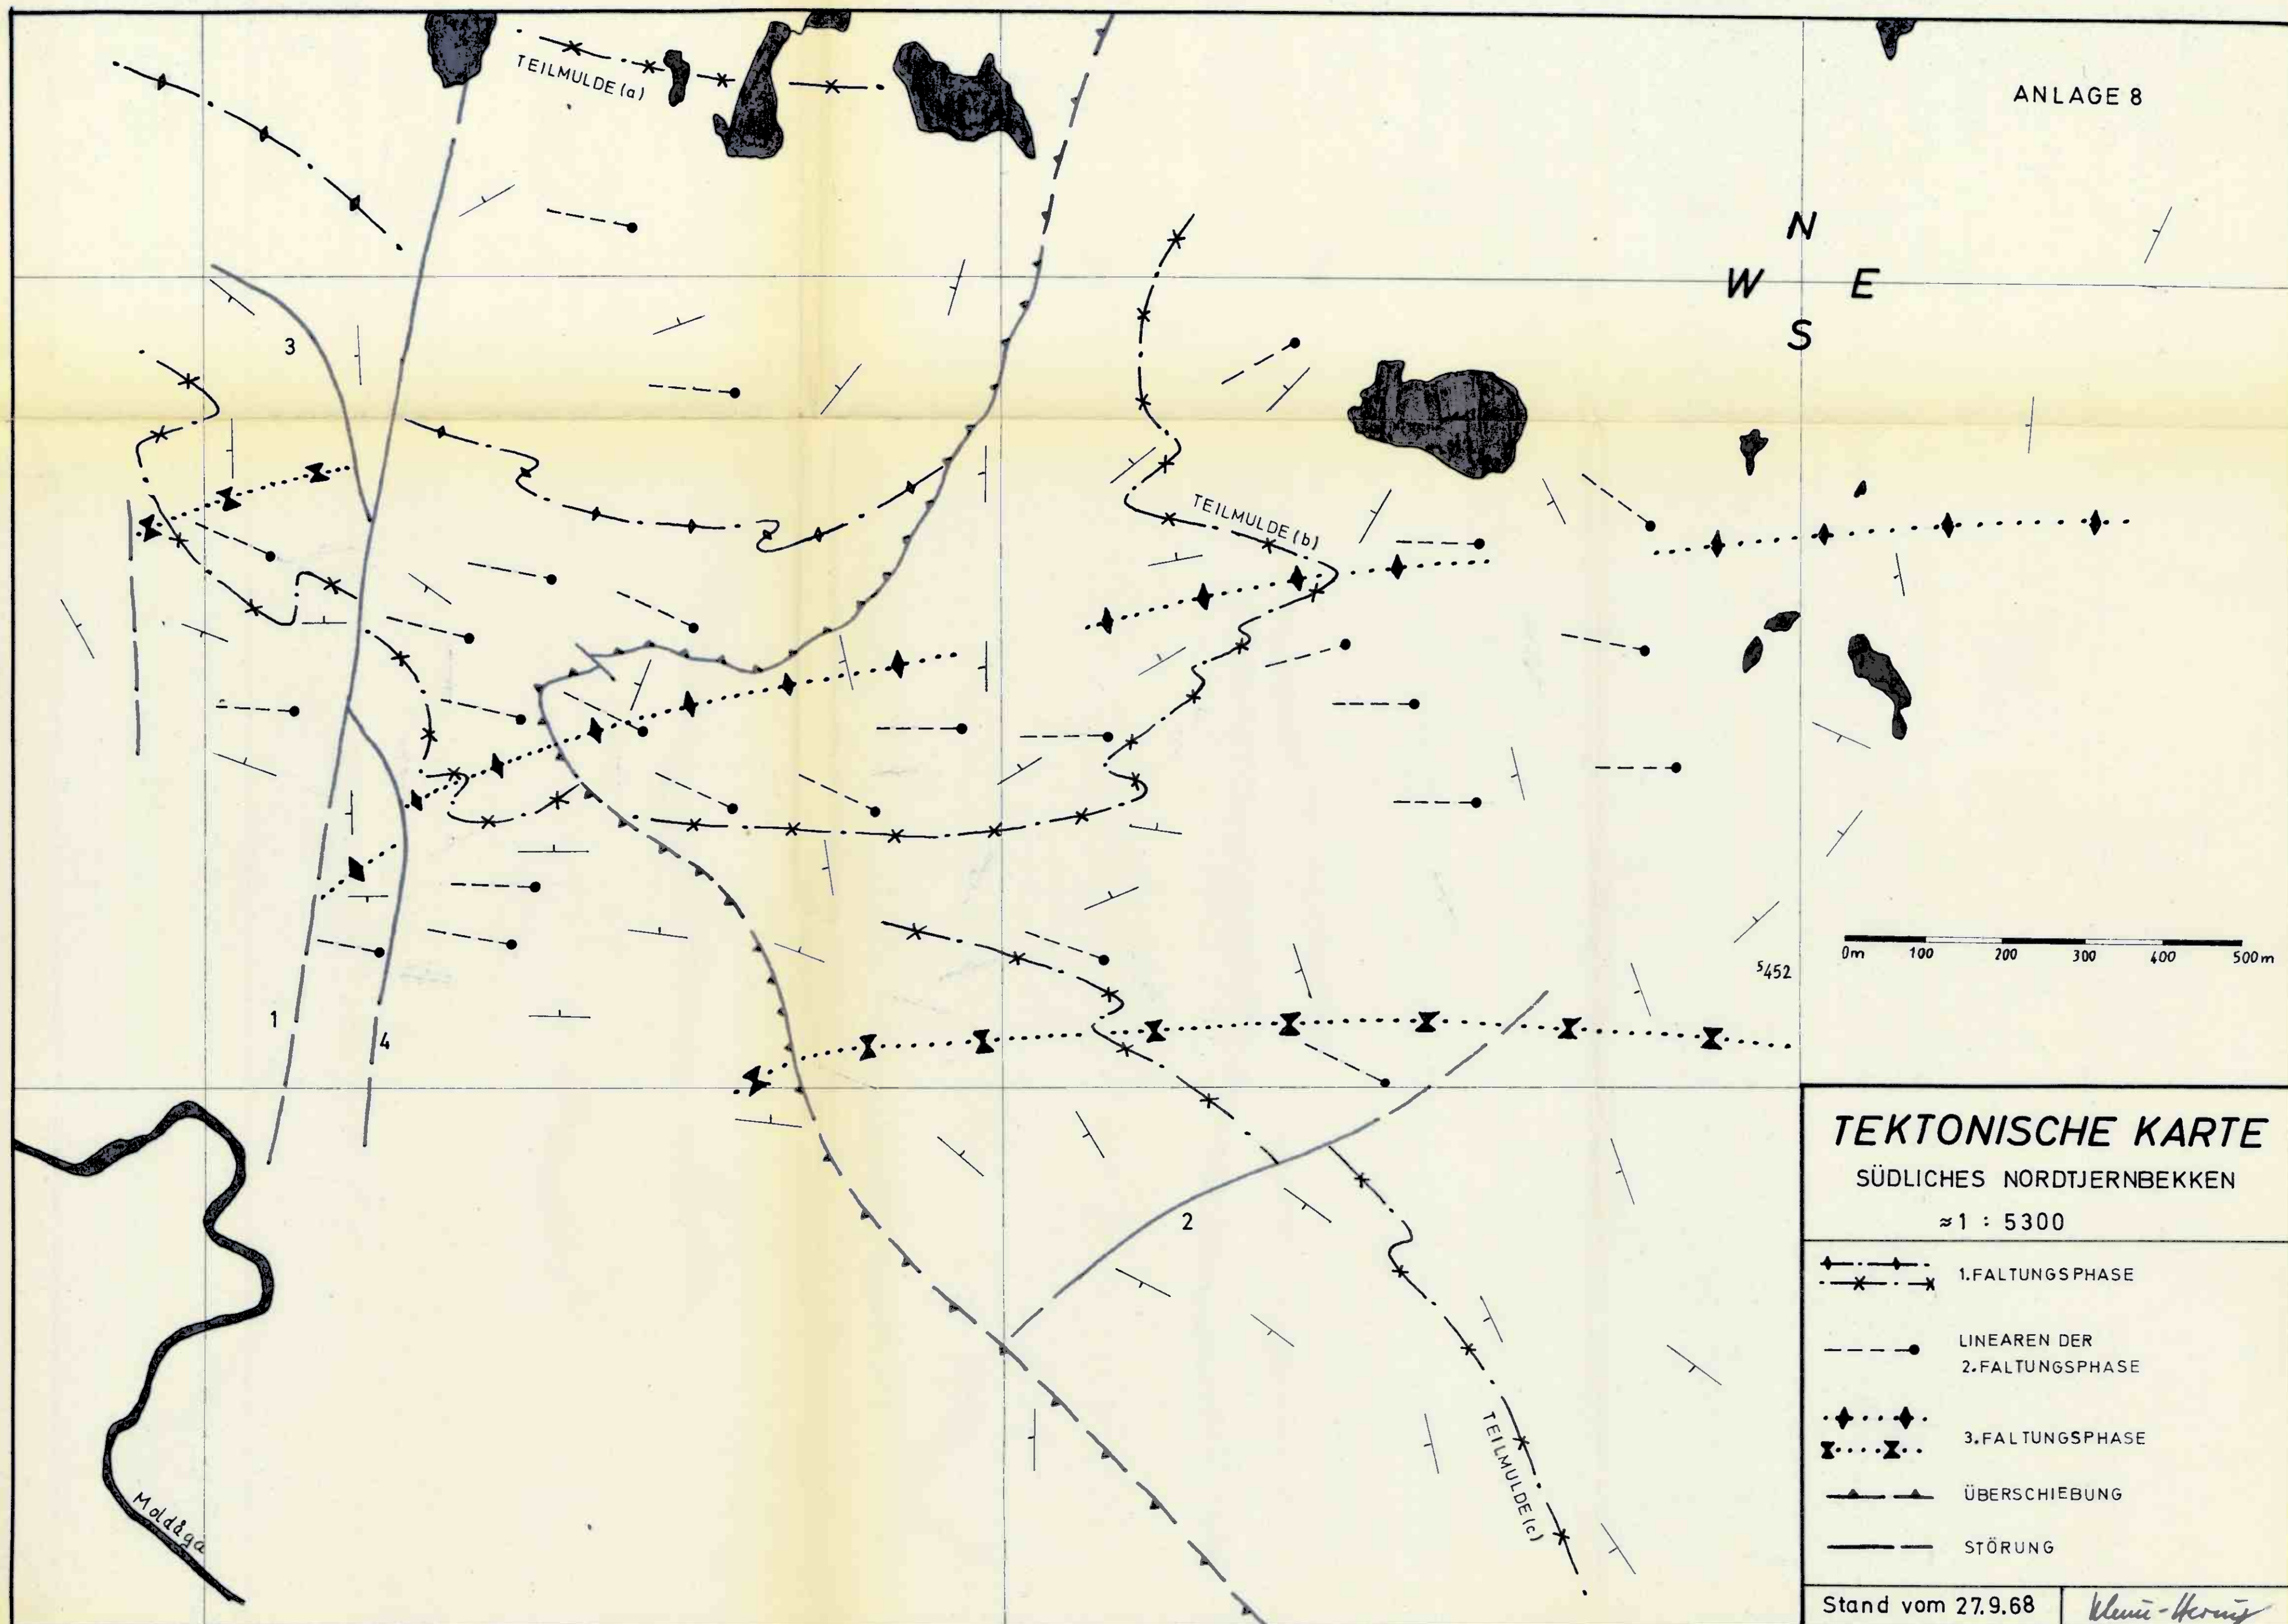 ANLAGE 8
TEILMULDE (a)
N
W E
S
3
TEILMULDE (b)
5452
0m 100 200 300 400 500m
1
4
2
TEILMULDE (c)
Moldåga
TEKTONISCHE KARTE
SÜDLICHES NORDTJERNBEKKEN
≈ 1 : 5300
1. FALTUNGSPHASE
LINEAREN DER
2. FALTUNGSPHASE
3. FALTUNGSPHASE
ÜBERSCHIEBUNG
STÖRUNG
Stand vom 27.9.68